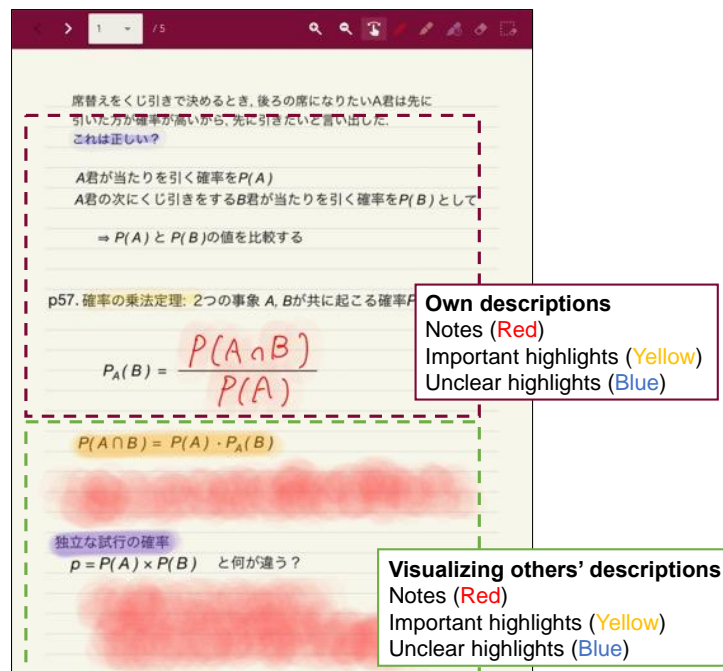 1 / 5
席替えをくじ引きで決めるとき, 後ろの席になりたいA君は先に
引いた方が確率が高いから, 先に引きたいと言い出した.
これは正しい？
A君が当たりを引く確率をP(A)
A君の次にくじ引きをするB君が当たりを引く確率をP(B)として
⇒ P(A) と P(B)の値を比較する
p57. 確率の乗法定理: 2つの事象 A, Bが共に起こる確率P
P_A(B) = P(A∩B) / P(A)
Own descriptions
Notes (Red)
Important highlights (Yellow)
Unclear highlights (Blue)
P(A∩B) = P(A) · P_A(B)
独立な試行の確率
p = P(A) × P(B) と何が違う？
Visualizing others' descriptions
Notes (Red)
Important highlights (Yellow)
Unclear highlights (Blue)